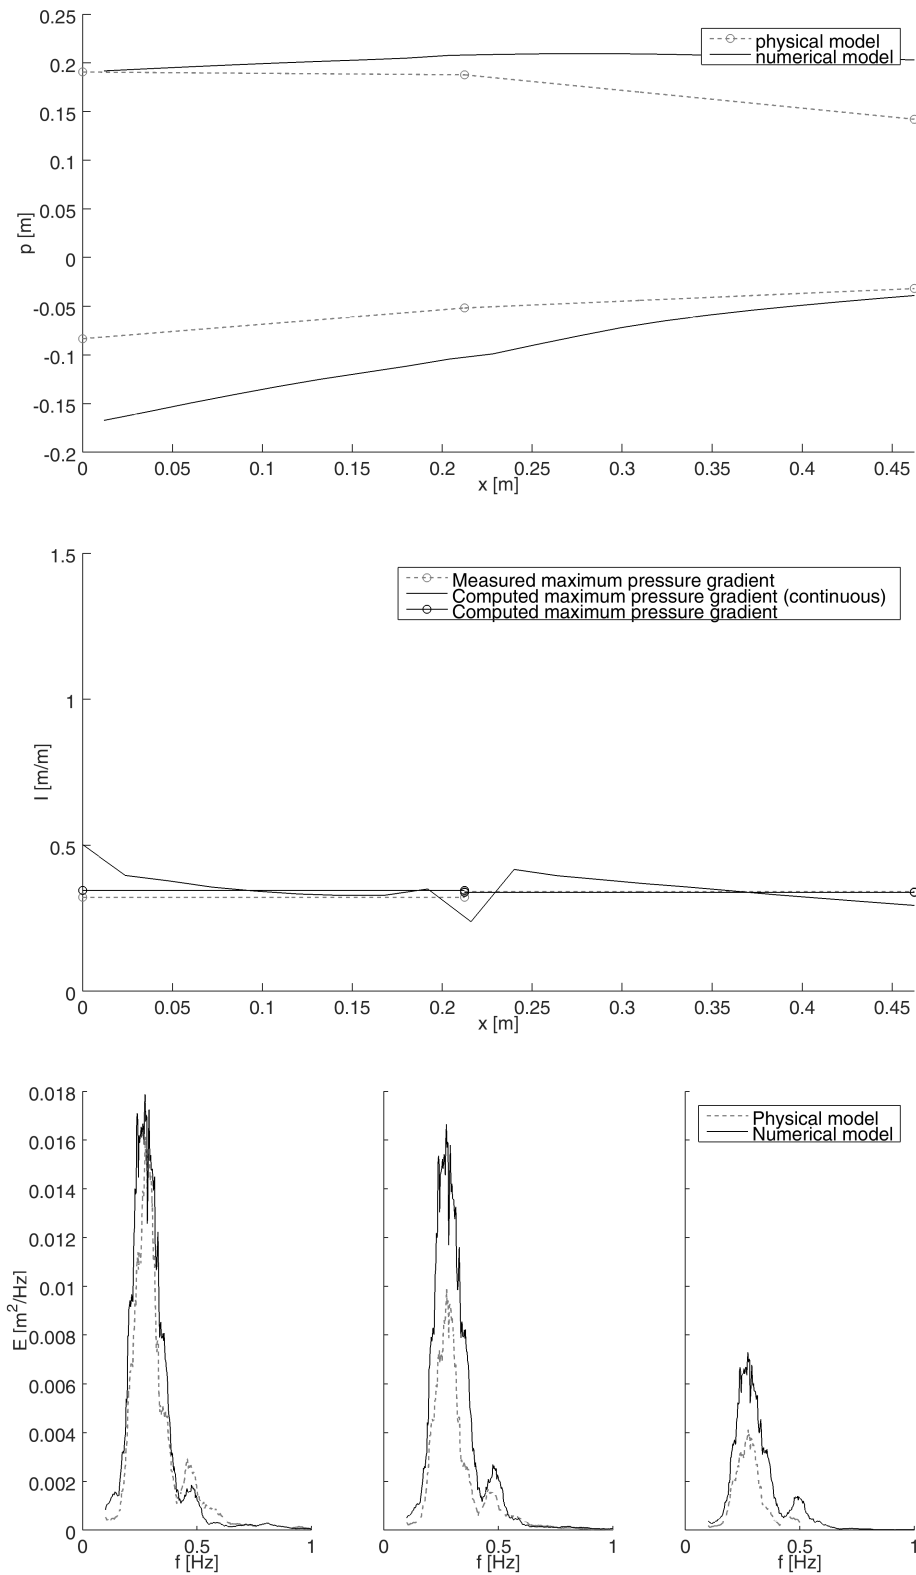 0.25
physical model
numerical model
0.2
0.15
0.1
0.05
p [m]
0
-0.05
-0.1
-0.15
-0.2
0 0.05 0.1 0.15 0.2 0.25 0.3 0.35 0.4 0.45
x [m]
1.5
Measured maximum pressure gradient
Computed maximum pressure gradient (continuous)
Computed maximum pressure gradient
1
I [m/m]
0.5
0
0 0.05 0.1 0.15 0.2 0.25 0.3 0.35 0.4 0.45
x [m]
0.018
Physical model
Numerical model
0.016
0.014
0.012
0.01
E [m²/Hz]
0.008
0.006
0.004
0.002
0
0 0.5 1 0 0.5 1 0 0.5 1
f [Hz] f [Hz] f [Hz]